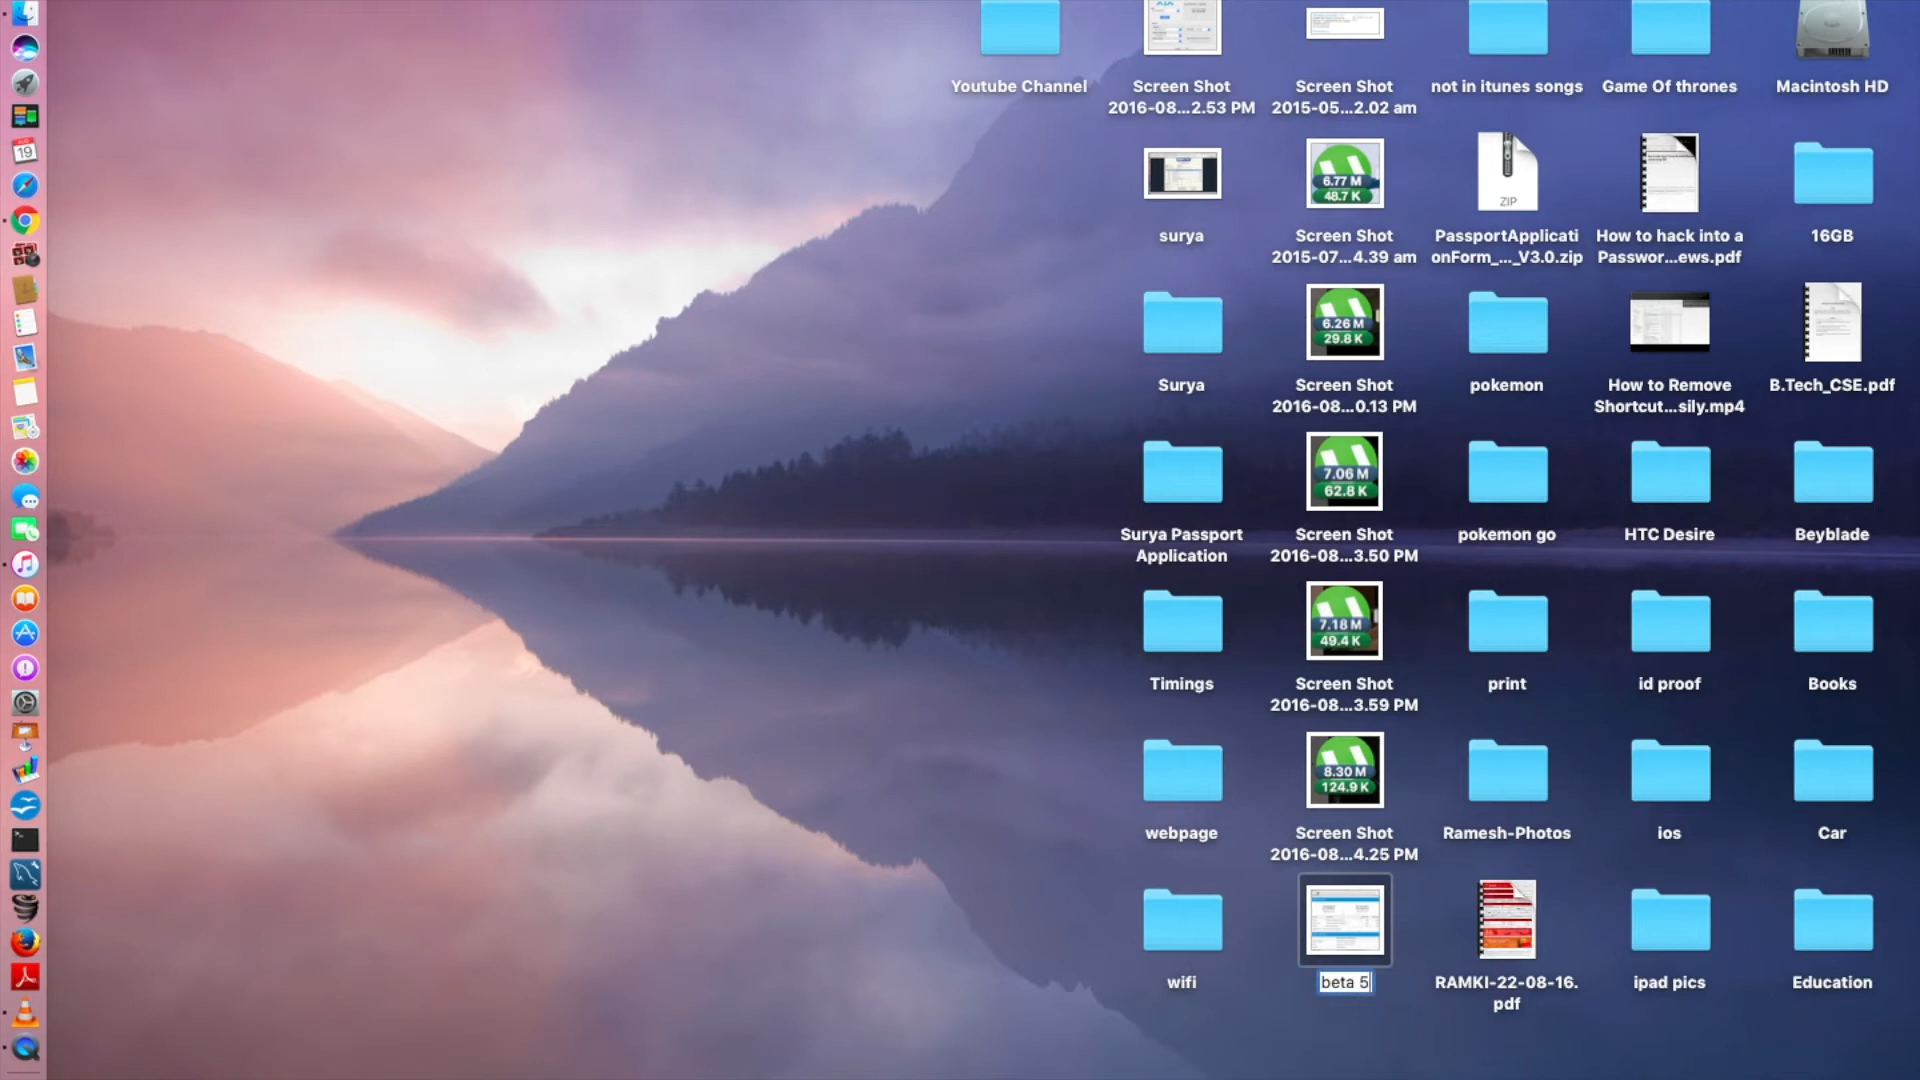 Youtube Channel
Screen Shot
2016-08...2.53 PM
Screen Shot
2015-05...2.02 am
not in itunes songs
Game Of thrones
Macintosh HD
19
surya
6.77 M
48.7 K
Screen Shot
2015-07...4.39 am
ZIP
PassportApplicati
onForm_..._V3.0.zip
How to hack into a
Passwor...ews.pdf
16GB
Surya
6.26 M
29.8 K
Screen Shot
2016-08...0.13 PM
pokemon
How to Remove
Shortcut...sily.mp4
B.Tech_CSE.pdf
Surya Passport
Application
7.06 M
62.8 K
Screen Shot
2016-08...3.50 PM
pokemon go
HTC Desire
Beyblade
Timings
7.18 M
49.4 K
Screen Shot
2016-08...3.59 PM
print
id proof
Books
webpage
8.30 M
124.9 K
Screen Shot
2016-08...4.25 PM
Ramesh-Photos
ios
Car
wifi
beta 5
RAMKI-22-08-16.
pdf
ipad pics
Education